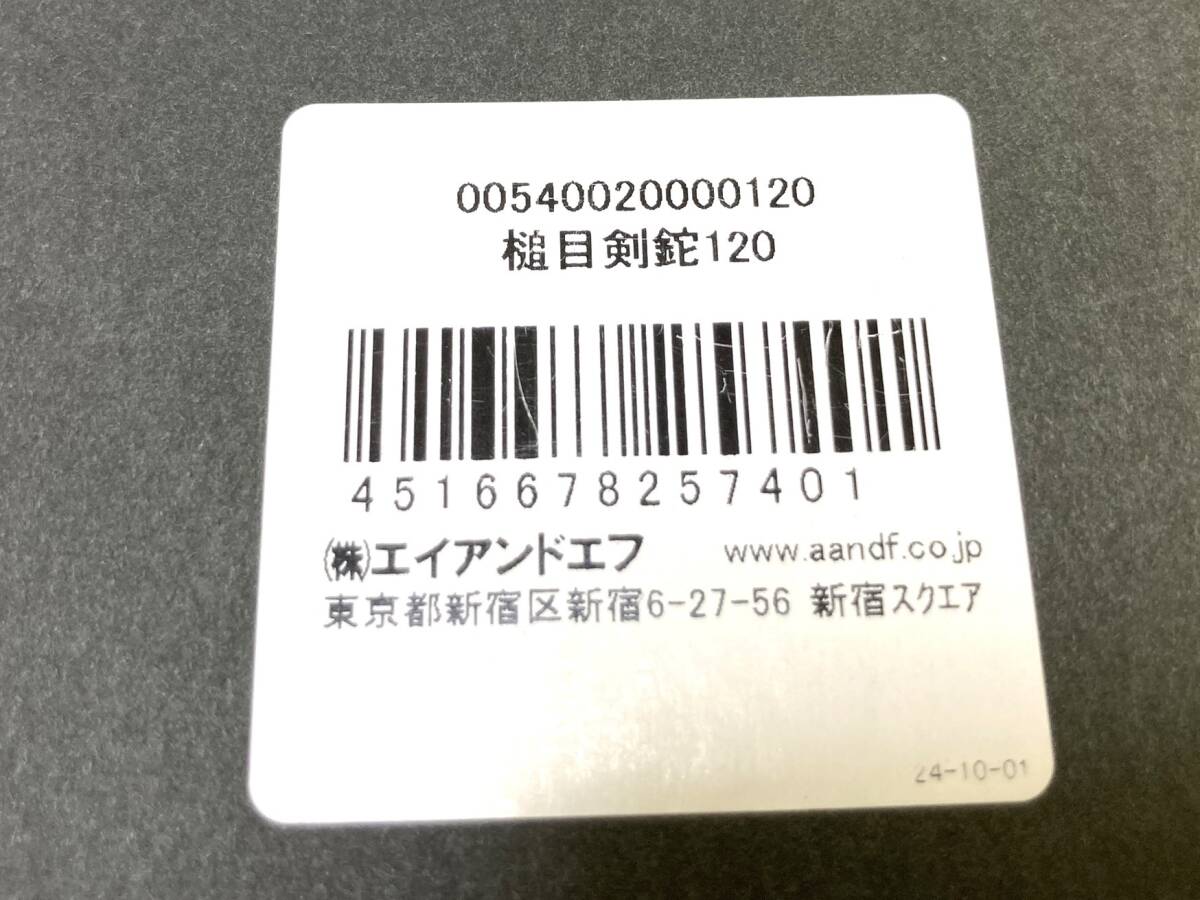 00540020000120
槌目剣鉈120
4516678257401
㈱エイアンドエフ www.aandf.co.jp
東京都新宿区新宿6-27-56 新宿スクエア
24-10-01